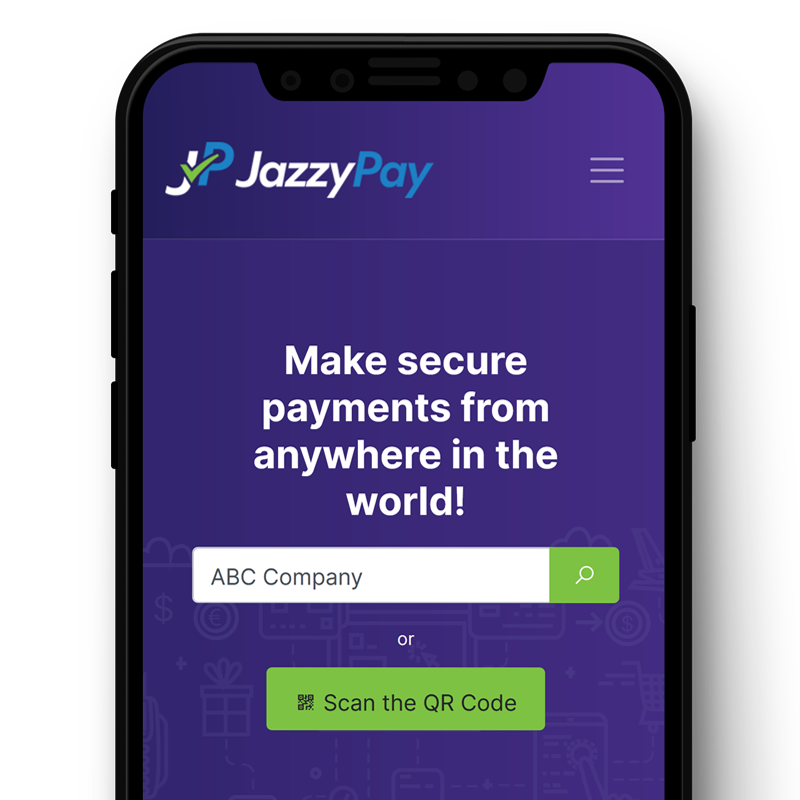 JP JazzyPay
Make secure
payments from
anywhere in the
world!
ABC Company
or
Scan the QR Code